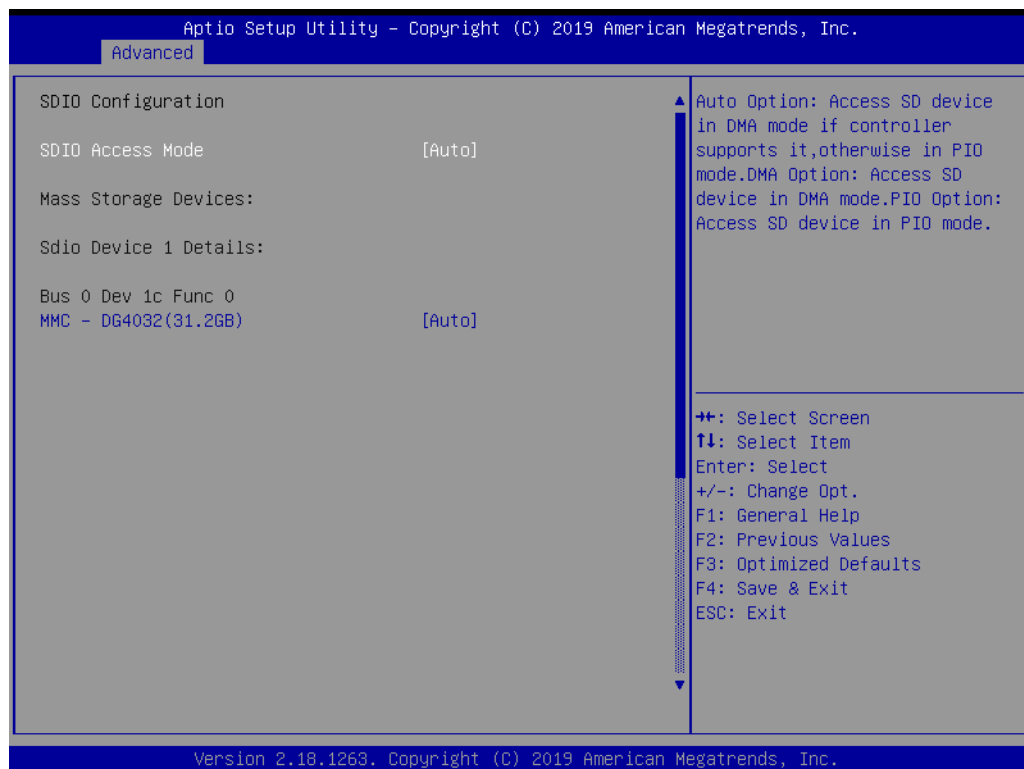 Aptio Setup Utility – Copyright (C) 2019 American Megatrends, Inc.
Advanced
SDIO Configuration
SDIO Access Mode [Auto]
Mass Storage Devices:
Sdio Device 1 Details:
Bus 0 Dev 1c Func 0
MMC – DG4032(31.2GB) [Auto]
Auto Option: Access SD device
in DMA mode if controller
supports it,otherwise in PIO
mode.DMA Option: Access SD
device in DMA mode.PIO Option:
Access SD device in PIO mode.
→←: Select Screen
↑↓: Select Item
Enter: Select
+/-: Change Opt.
F1: General Help
F2: Previous Values
F3: Optimized Defaults
F4: Save & Exit
ESC: Exit
Version 2.18.1263. Copyright (C) 2019 American Megatrends, Inc.